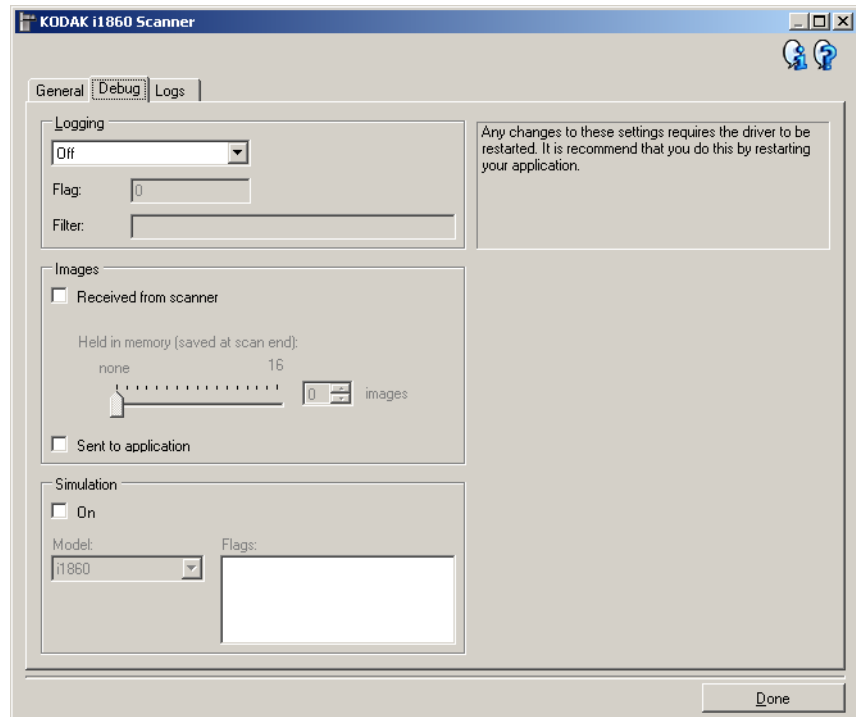 KODAK i1860 Scanner
General Debug Logs
Logging
Off
Flag: 0
Filter:
Any changes to these settings requires the driver to be
restarted. It is recommend that you do this by restarting
your application.
Images
Received from scanner
Held in memory (saved at scan end):
none 16
0 images
Sent to application
Simulation
On
Model: Flags:
i1860
Done